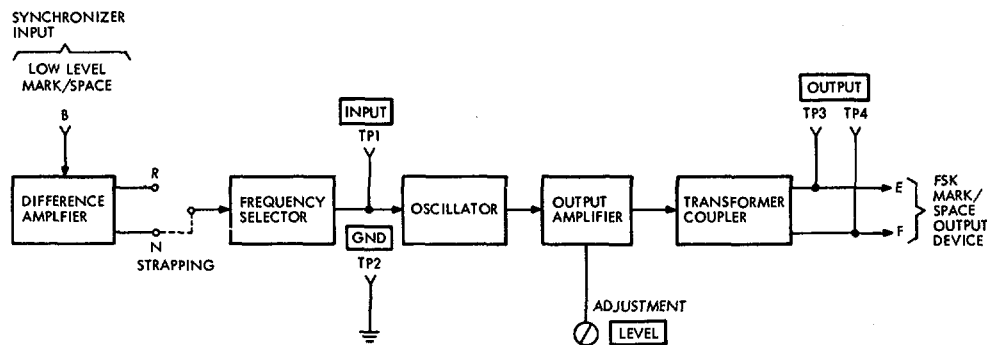 SYNCHRONIZER
INPUT
LOW LEVEL
MARK/SPACE
B
DIFFERENCE
AMPLFIER
R
N
STRAPPING
FREQUENCY
SELECTOR
INPUT
TP1
GND
TP2
OSCILLATOR
OUTPUT
AMPLIFIER
ADJUSTMENT
LEVEL
TRANSFORMER
COUPLER
OUTPUT
TP3 TP4
E
F
FSK
MARK/
SPACE
OUTPUT
DEVICE